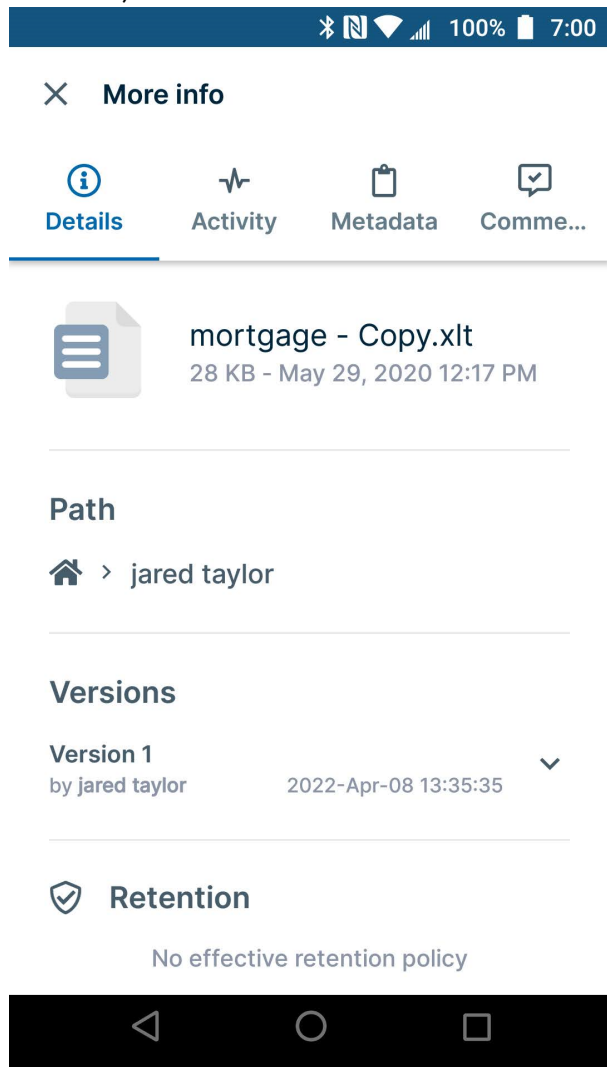 100% 7:00
More info
Details Activity Metadata Comme...
mortgage - Copy.xlt
28 KB - May 29, 2020 12:17 PM
Path
> jared taylor
Versions
Version 1
by jared taylor 2022-Apr-08 13:35:35
Retention
No effective retention policy